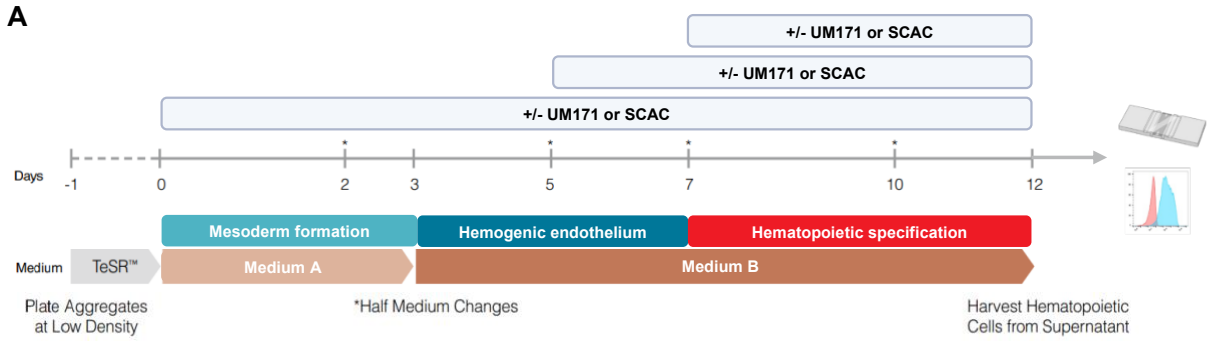 A
+/- UM171 or SCAC
+/- UM171 or SCAC
+/- UM171 or SCAC
* * * *
Days -1 0 2 3 5 7 10 12
Mesoderm formation Hemogenic endothelium Hematopoietic specification
Medium TeSR™ Medium A Medium B
Plate Aggregates
at Low Density
*Half Medium Changes
Harvest Hematopoietic
Cells from Supernatant